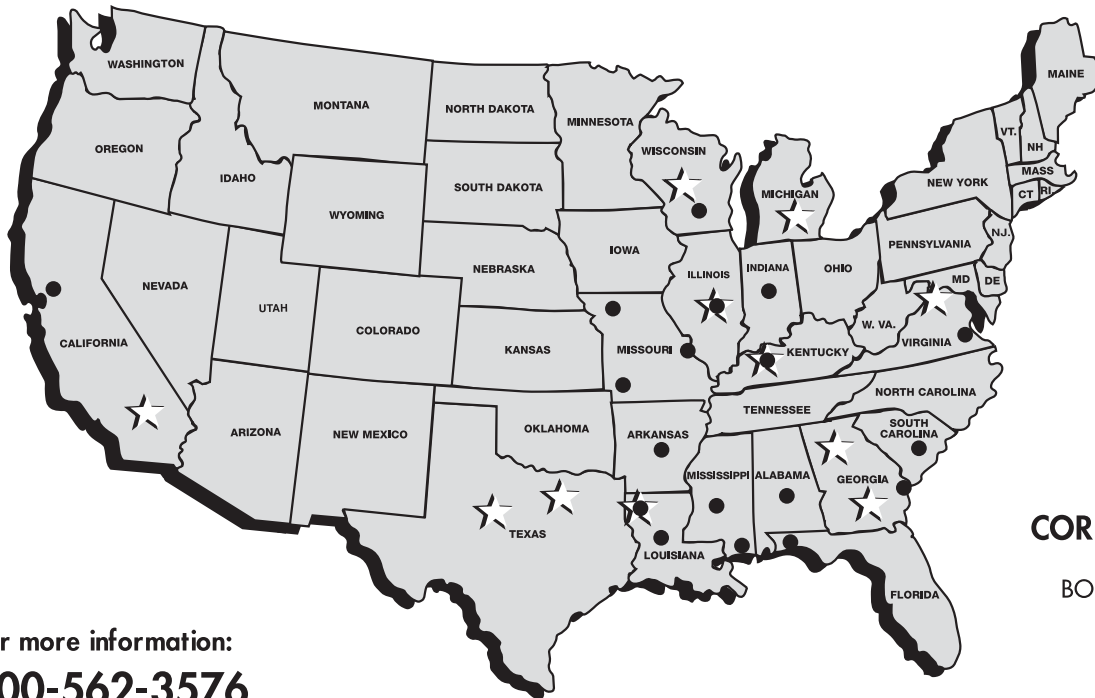 WASHINGTON
MONTANA
NORTH DAKOTA
MINNESOTA
MAINE
OREGON
IDAHO
WYOMING
SOUTH DAKOTA
WISCONSIN
MICHIGAN
NEW YORK
VT.
NH
MASS
CT
RI
NEVADA
UTAH
COLORADO
NEBRASKA
IOWA
ILLINOIS
INDIANA
OHIO
PENNSYLVANIA
NJ.
MD
DE
CALIFORNIA
KANSAS
MISSOURI
KENTUCKY
W. VA.
VIRGINIA
ARIZONA
NEW MEXICO
OKLAHOMA
ARKANSAS
TENNESSEE
NORTH CAROLINA
SOUTH
CAROLINA
TEXAS
LOUISIANA
MISSISSIPPI
ALABAMA
GEORGIA
FLORIDA
COR
BO
r more information:
00-562-3576